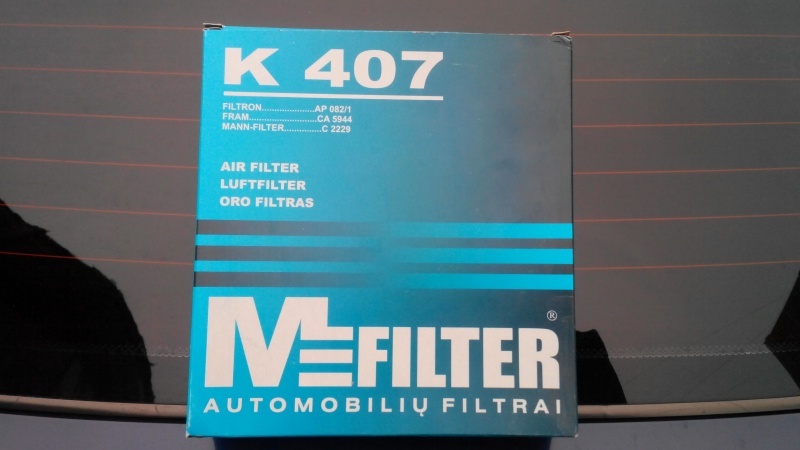 K 407
FILTRON.....................AP 082/1
FRAM...........................CA 5944
MANN-FILTER...............C 2229
AIR FILTER
LUFTFILTER
ORO FILTRAS
MFILTER®
AUTOMOBILIŲ FILTRAI